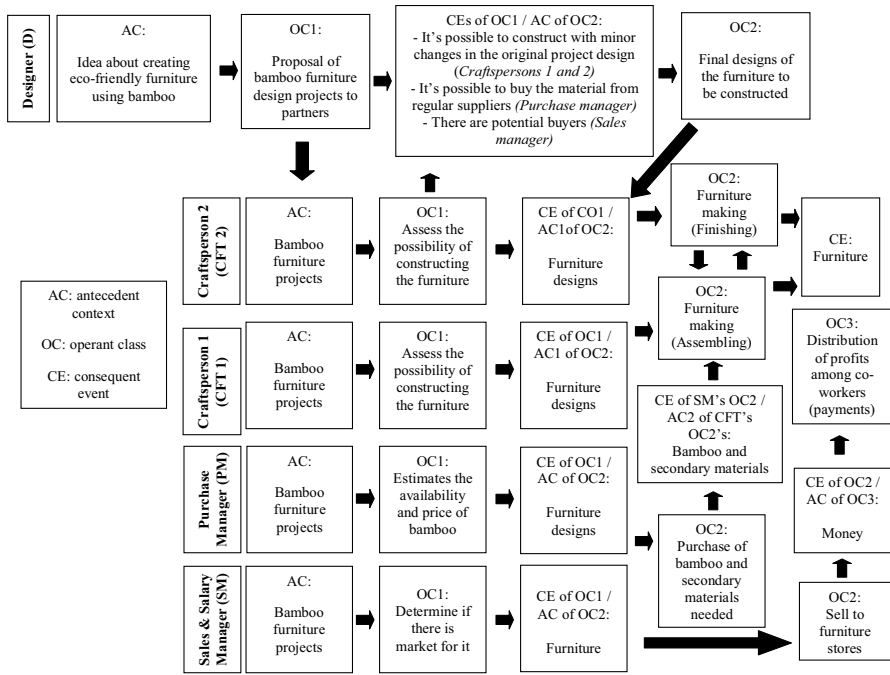 Designer (D)
AC:
Idea about creating
eco-friendly furniture
using bamboo
OC1:
Proposal of
bamboo furniture
design projects to
partners
CEs of OC1 / AC of OC2:
- It's possible to construct with minor
changes in the original project design
(Craftspersons 1 and 2)
- It's possible to buy the material from
regular suppliers (Purchase manager)
- There are potential buyers (Sales
manager)
OC2:
Final designs of
the furniture to
be constructed
Craftsperson 2
(CFT 2)
AC:
Bamboo
furniture
projects
OC1:
Assess the
possibility of
constructing
the furniture
CE of CO1 /
AC1of OC2:
Furniture
designs
OC2:
Furniture
making
(Finishing)
CE:
Furniture
AC: antecedent
context
OC: operant class
CE: consequent
event
Craftsperson 1
(CFT 1)
AC:
Bamboo
furniture
projects
OC1:
Assess the
possibility of
constructing
the furniture
CE of OC1 /
AC1 of OC2:
Furniture
designs
OC2:
Furniture
making
(Assembling)
OC3:
Distribution
of profits
among co-
workers
(payments)
Purchase
Manager (PM)
AC:
Bamboo
furniture
projects
OC1:
Estimates the
availability
and price of
bamboo
CE of OC1 /
AC of OC2:
Furniture
designs
CE of SM's OC2 /
AC2 of CFT's
OC2's:
Bamboo and
secondary materials
CE of OC2 /
AC of OC3:
Money
Sales & Salary
Manager (SM)
AC:
Bamboo
furniture
projects
OC1:
Determine if
there is
market for it
CE of OC1 /
AC of OC2:
Furniture
OC2:
Purchase of
bamboo and
secondary
materials
needed
OC2:
Sell to
furniture
stores